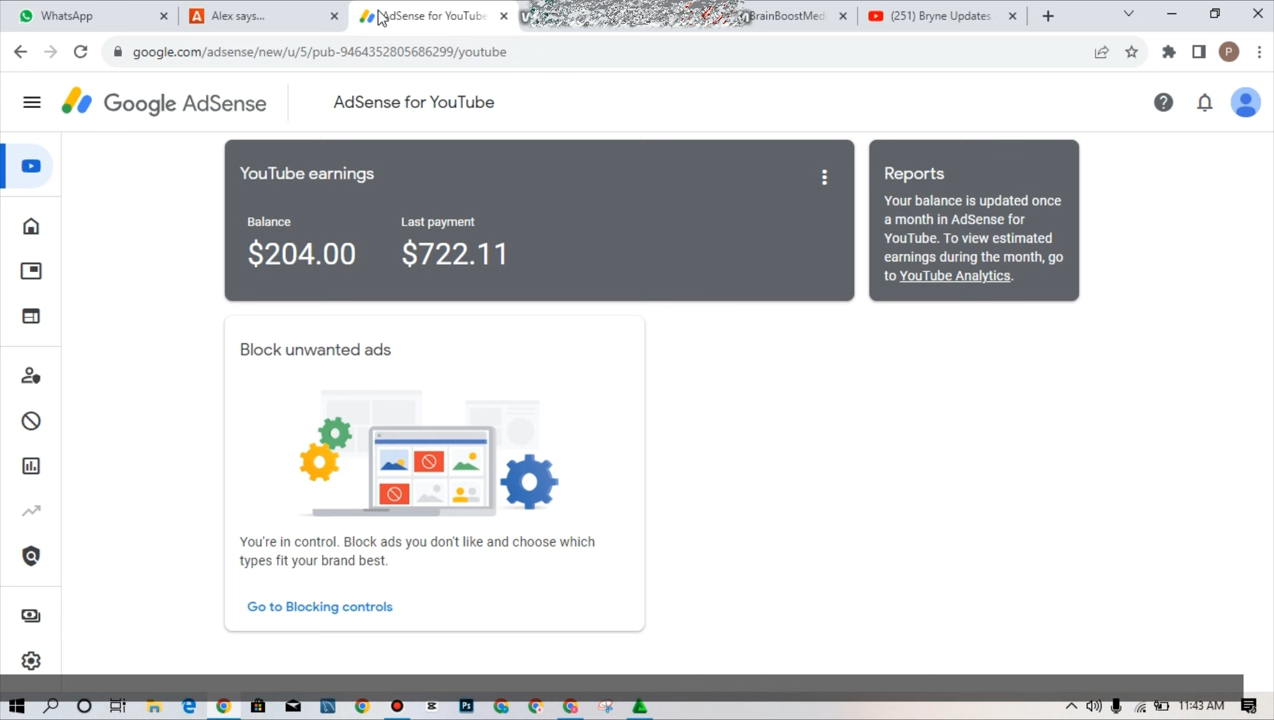 WhatsApp
Alex says...
AdSense for YouTube
BrainBoostMed
(251) Bryne Updates
google.com/adsense/new/u/5/pub-9464352805686299/youtube
P
Google AdSense
AdSense for YouTube
YouTube earnings
Balance
Last payment
$204.00
$722.11
Reports
Your balance is updated once
a month in AdSense for
YouTube. To view estimated
earnings during the month, go
to YouTube Analytics.
Block unwanted ads
You're in control. Block ads you don't like and choose which
types fit your brand best.
Go to Blocking controls
11:43 AM